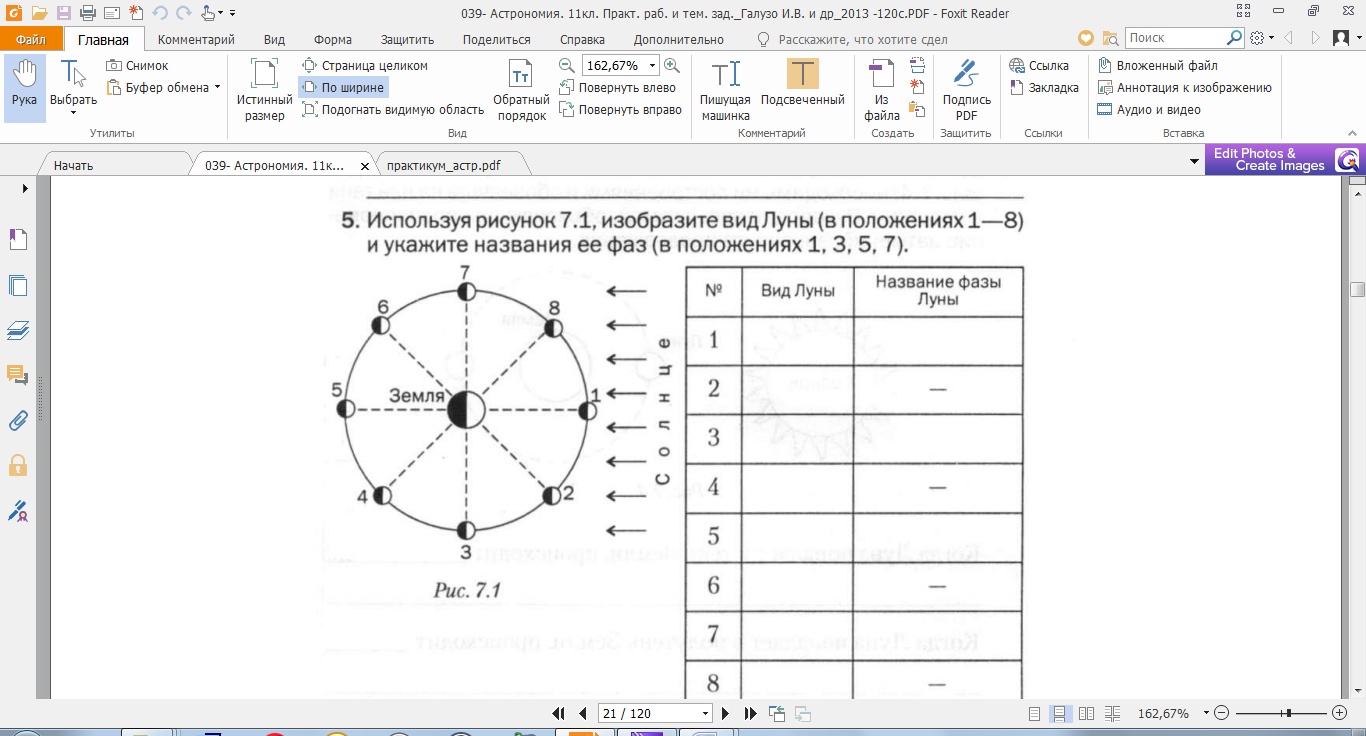 039- Астрономия. 11кл. Практ. раб. и тем. зад._Галузо И.В. и др_2013 -120с.PDF - Foxit Reader
Файл Главная Комментарий Вид Форма Защитить Поделиться Справка Дополнительно Расскажите, что хотите сдел Поиск
Рука
Выбрать
Снимок
Буфер обмена
Утилиты
Истинный размер
Страница целиком
По ширине
Подогнать видимую область
Обратный порядок
162,67%
Повернуть влево
Повернуть вправо
Вид
Пишущая машинка
Подсвеченный
Комментарий
Из файла
Создать
Подпись PDF
Защитить
Ссылка
Закладка
Ссылки
Вложенный файл
Аннотация к изображению
Аудио и видео
Вставка
Начать
039- Астрономия. 11к...
практикум_астр.pdf
Edit Photos &
Create Images
5. Используя рисунок 7.1, изобразите вид Луны (в положениях 1—8)
и укажите названия ее фаз (в положениях 1, 3, 5, 7).
7
6
8
5
Земля
1
4
2
3
Солнце
Рис. 7.1
№ Вид Луны Название фазы Луны
1
2 —
3
4 —
5
6 —
7
8 —
21 / 120
162,67%